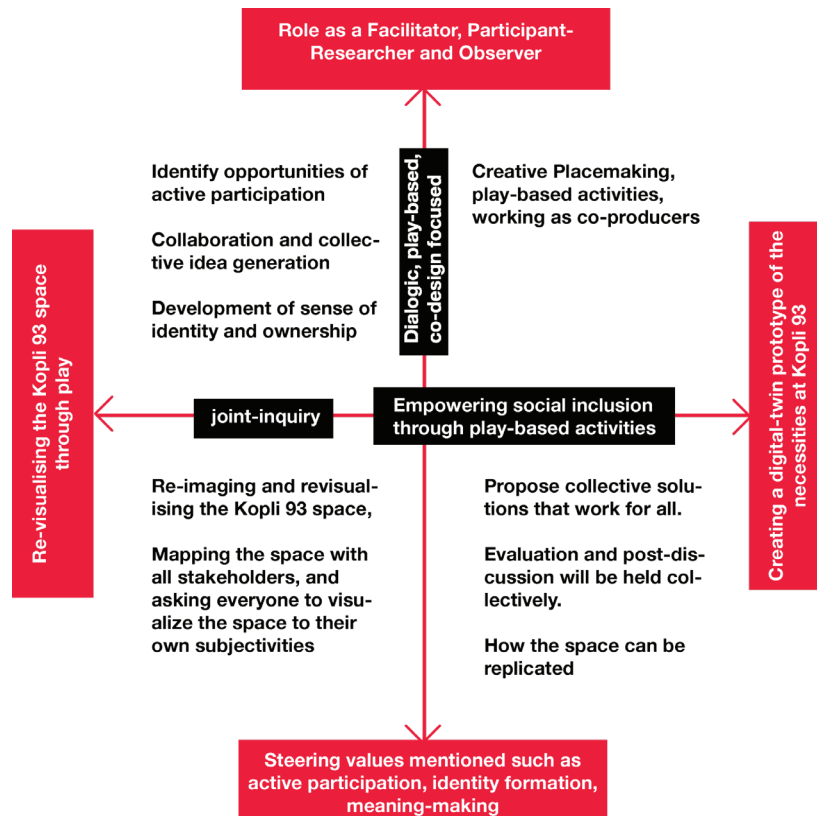 Role as a Facilitator, Participant-
Researcher and Observer
Identify opportunities of
active participation
Collaboration and collec-
tive idea generation
Development of sense of
identity and ownership
Dialogic, play-based,
co-design focused
Creative Placemaking,
play-based activities,
working as co-producers
Re-visualising the Kopli 93 space
through play
joint-inquiry
Empowering social inclusion
through play-based activities
Creating a digital-twin prototype of the
necessities at Kopli 93
Re-imaging and revisual-
ising the Kopli 93 space,
Mapping the space with
all stakeholders, and
asking everyone to visu-
alize the space to their
own subjectivities
Propose collective solu-
tions that work for all.
Evaluation and post-dis-
cussion will be held col-
lectively.
How the space can be
replicated
Steering values mentioned such as
active participation, identity formation,
meaning-making